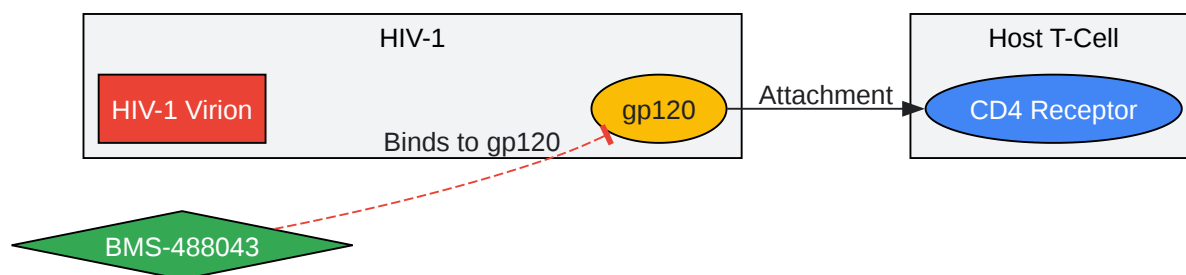 HIV-1
Host T-Cell
HIV-1 Virion
gp120
Attachment
CD4 Receptor
Binds to gp120
BMS-488043